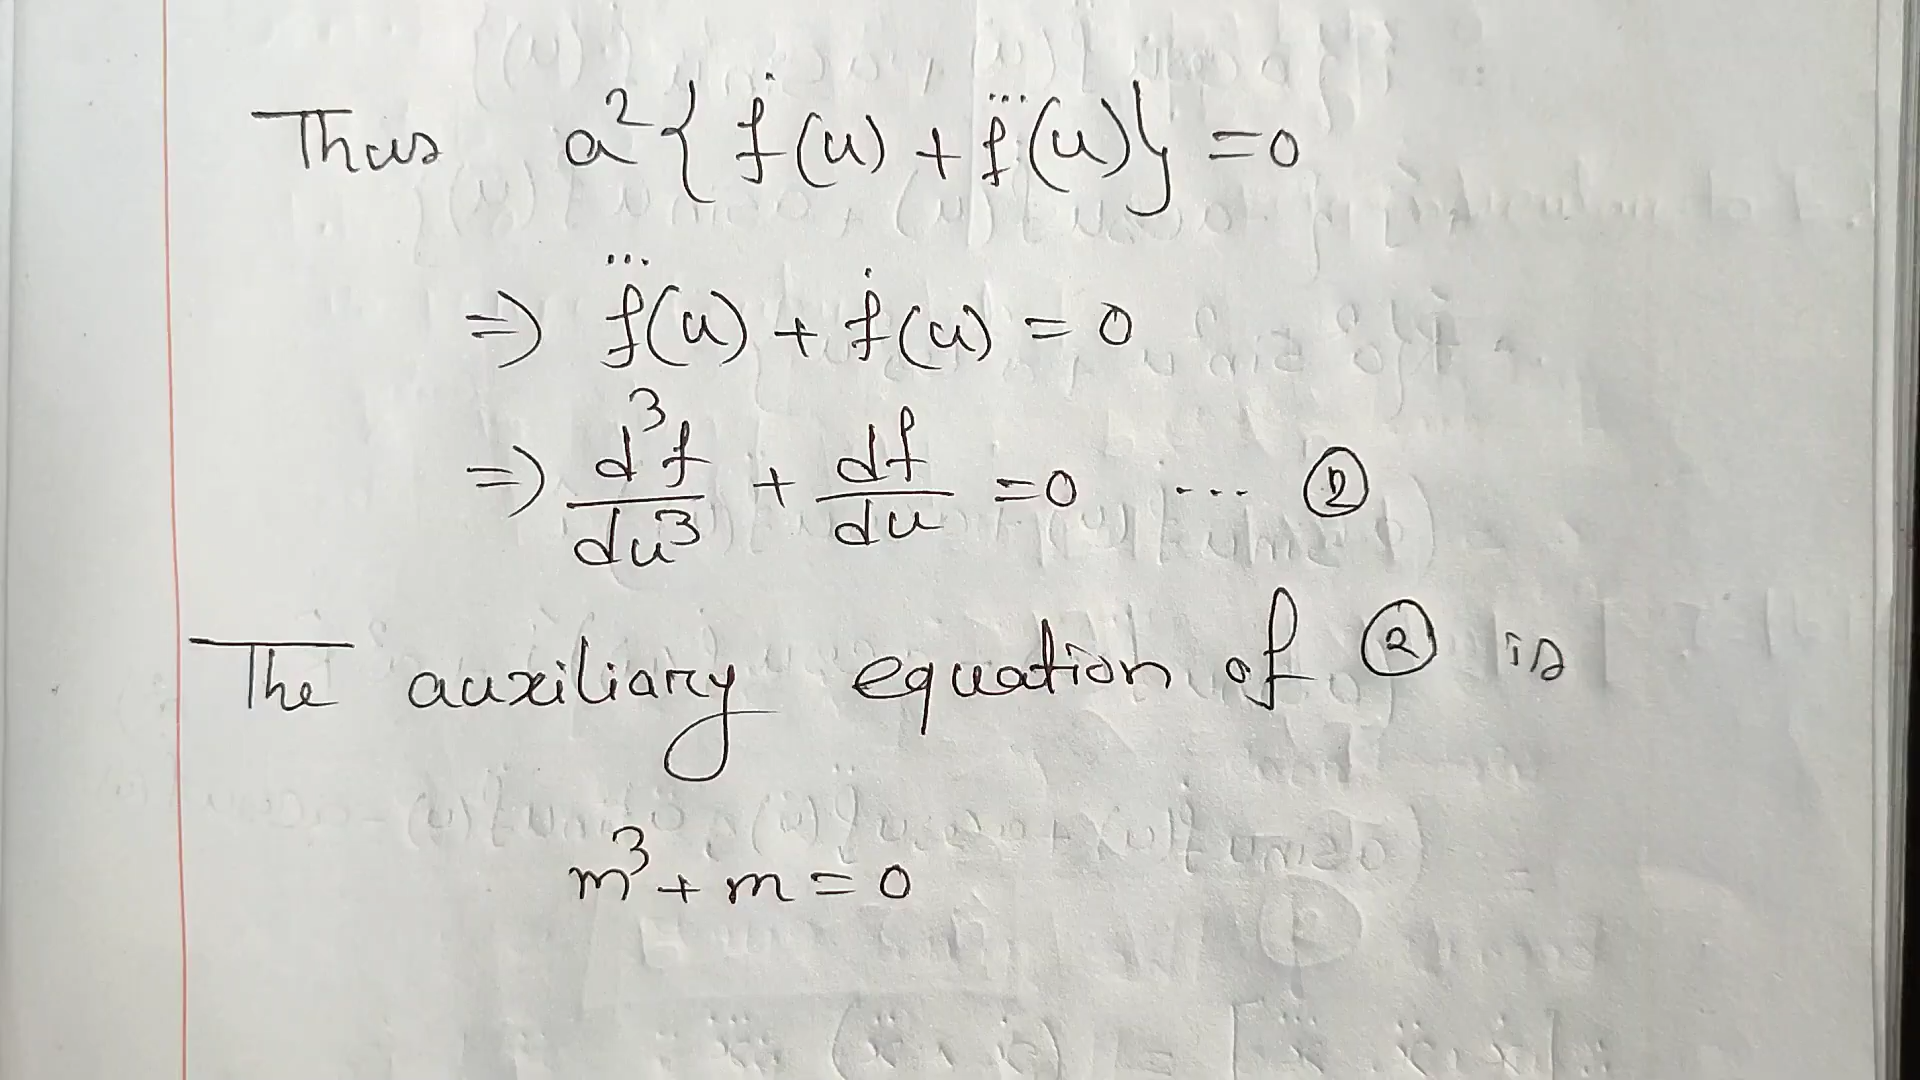 Thus a²{ḟ(u) + f⃛(u)} = 0
⇒ f⃛(u) + ḟ(u) = 0
⇒ d³f/du³ + df/du = 0 ... ②
The auxiliary equation of ② is
m³ + m = 0